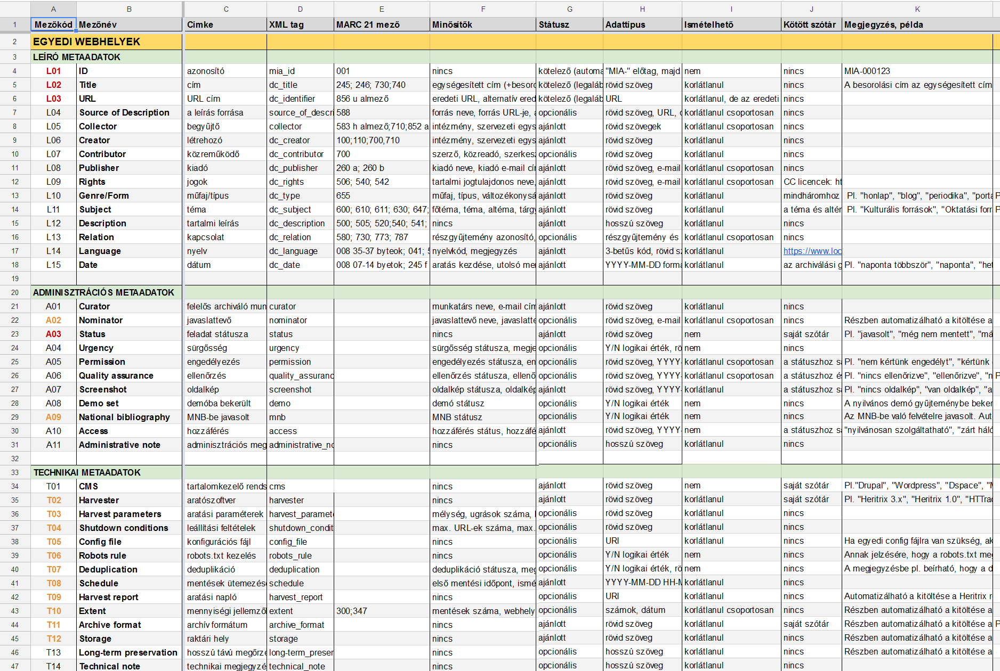 A B C D E F G H I J K
1 Mezőkód Mezőnév Címke XML tag MARC 21 mező Minősítők Státusz Adattípus Ismételhető Kötött szótár Megjegyzés, példa
2 EGYEDI WEBHELYEK
3 LEÍRÓ METAADATOK
4 L01 ID azonosító mia_id 001 nincs kötelező (automa "MIA-" előtag, majd nem nincs MIA-000123
5 L02 Title cím dc_title 245; 246; 730;740 egységesített cím (+besoro kötelező (legaláb rövid szöveg korlátlanul nincs A besorolási cím az egységesített cím
6 L03 URL URL cím dc_identifier 856 u almező eredeti URL, alternatív ered kötelező (legaláb URL korlátlanul, de az eredeti nincs
7 L04 Source of Description a leírás forrása source_of_descri 588 forrás neve, forrás URL-je, a opcionális rövid szöveg, URL, korlátlanul csoportosan nincs
8 L05 Collector begyűjtő collector 583 h almező;710;852 a intézmény, szervezeti egys ajánlott rövid szövegek korlátlanul csoportosan nincs
9 L06 Creator létrehozó dc_creator 100;110;700,710 intézmény, szervezeti egys ajánlott rövid szöveg korlátlanul nincs
10 L07 Contributor közreműködő dc_contributor 700 szerző, közreadó, szerkes opcionális rövid szöveg korlátlanul nincs
11 L08 Publisher kiadó dc_publisher 260 a; 260 b kiadó neve, kiadó e-mail cí ajánlott rövid szöveg, e-mail korlátlanul csoportosan nincs
12 L09 Rights jogok dc_rights 506; 540; 542 tartalmi jogtulajdonos neve, ajánlott rövid szöveg, e-mail korlátlanul csoportosan CC licencek: ht
13 L10 Genre/Form műfaj/típus dc_type 655 műfaj, típus, változékonysá ajánlott rövid szöveg korlátlanul mindháromhoz Pl. "honlap", "blog", "periodika", "porta P
14 L11 Subject téma dc_subject 600; 610; 611; 630; 647; főtéma, téma, altéma, tárgy ajánlott rövid szöveg korlátlanul a téma és altér Pl. "Kulturális források", "Oktatási forr P
15 L12 Description tartalmi leírás dc_description 500; 505; 520;540; 541; nincs ajánlott hosszú szöveg korlátlanul nincs
16 L13 Relation kapcsolat dc_relation 580; 730; 773; 787 részgyűjtemény azonosító, opcionális részgyűjtemény és korlátlanul csoportosan nincs
17 L14 Language nyelv dc_language 008 35-37 byteok; 041; 5 nyelvkód, megjegyzés ajánlott 3-betűs kód, rövid sz korlátlanul https://www.loc
18 L15 Date dátum dc_date 008 07-14 byetok; 245 f aratás kezdése, utolsó me ajánlott YYYY-MM-DD forma korlátlanul az archiválási g Pl. "naponta többször", "naponta", "het
19
20 ADMINISZTRÁCIÓS METAADATOK
21 A01 Curator felelős archiváló mun curator munkatárs neve, e-mail cím ajánlott rövid szöveg korlátlanul nincs
22 A02 Nominator javaslattevő nominator javaslattevő neve, javaslatte opcionális rövid szöveg, e-mail korlátlanul csoportosan nincs Részben automatizálható a kitöltése a
23 A03 Status feladat státusza status nincs ajánlott rövid szöveg nem saját szótár Pl. "javasolt", "még nem mentett", "má
24 A04 Urgency sürgősség urgency sürgősség státusza, megje opcionális Y/N logikai érték, rö nem nincs
25 A05 Permission engedélyezés permission engedélyezés státusza, en opcionális rövid szöveg, YYYY- korlátlanul csoportosan a státuszhoz sa Pl. "nem kértünk engedélyt", "kértünk
26 A06 Quality assurance ellenőrzés quality_assuranc ellenőrzés státusza, ellenő opcionális rövid szöveg, YYYY- korlátlanul csoportosan a státuszhoz és Pl. "nincs ellenőrizve", "ellenőrizve", "n P
27 A07 Screenshot oldalkép screenshot oldalkép státusza, oldalkép ajánlott rövid szöveg, YYYY- korlátlanul a státuszhoz sa Pl. "nincs oldalkép", "van oldalkép", "a
28 A08 Demo set demóba bekerült demo demó státusz opcionális Y/N logikai érték nem nincs A nyilvános demó gyűjteménybe beker
29 A09 National bibliography MNB-be javasolt mnb MNB státusz opcionális Y/N logikai érték nem nincs Az MNB-be való felvételre javasolt. Aut
30 A10 Access hozzáférés access hozzáférés státusz, hozzáfé ajánlott rövid szöveg, YYYY- nem a státuszhoz sa "nyilvánosan szolgáltatható", "zárt háló
31 A11 Administrative note adminisztrációs meg administrative_no nincs opcionális hosszú szöveg korlátlanul nincs
32
33 TECHNIKAI METAADATOK
34 T01 CMS tartalomkezelő rends cms nincs ajánlott rövid szöveg nem saját szótár Pl."Drupal", "Wordpress", "Dspace", "M
35 T02 Harvester aratószoftver harvester nincs ajánlott rövid szöveg korlátlanul saját szótár Pl. "Heritrix 3.x", "Heritrix 1.0", "HTTrac
36 T03 Harvest parameters aratási paraméterek harvest_paramete mélység, ugrások száma, opcionális rövid szöveg korlátlanul nincs
37 T04 Shutdown conditions leállítási feltételek shutdown_condit max. URL-ek száma, max. opcionális rövid szöveg korlátlanul nincs
38 T05 Config file konfigurációs fájl config_file nincs opcionális URI korlátlanul nincs Ha egyedi config fájlra van szükség, ak
39 T06 Robots rule robots.txt kezelés robots_rule nincs opcionális Y/N logikai érték nem nincs Annak jelzésére, hogy a robots.txt meg
40 T07 Deduplication deduplikáció deduplication deduplikáció státusza, meg opcionális Y/N logikai érték, rö nem nincs A megjegyzésbe pl. beírható, hogy a d
41 T08 Schedule mentések ütemezés schedule első mentési időpont, ismé ajánlott YYYY-MM-DD HH-M korlátlanul nincs
42 T09 Harvest report aratási napló harvest_report nincs opcionális URI korlátlanul nincs Automatizálható a kitöltése a Heritrix r
43 T10 Extent mennyiségi jellemző extent 300;347 mentések száma, webhely opcionális számok, dátum korlátlanul csoportosan nincs Részben automatizálható a kitöltése a
44 T11 Archive format archív formátum archive_format nincs ajánlott rövid szöveg korlátlanul saját szótár Részben automatizálható a kitöltése a P
45 T12 Storage raktári hely storage nincs ajánlott rövid szöveg korlátlanul nincs Részben automatizálható a kitöltése a
46 T13 Long-term preservation hosszú távú megőrze long-term_preser nincs opcionális hosszú szöveg korlátlanul nincs Részben automatizálható a kitöltése a
47 T14 Technical note technikai megjegyzé technical_note nincs opcionális hosszú szöveg korlátlanul nincs